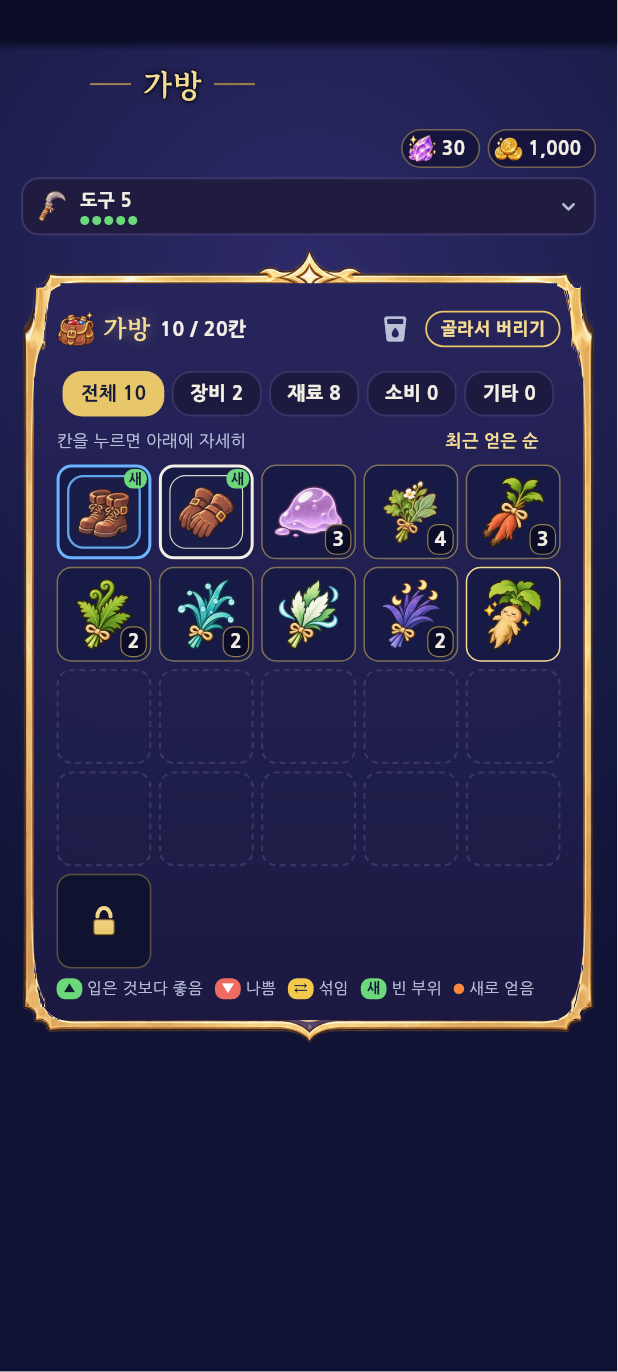 가방
30 1,000
도구 5
가방 10 / 20칸 골라서 버리기
전체 10 장비 2 재료 8 소비 0 기타 0
칸을 누르면 아래에 자세히 최근 얻은 순
새 새
3 4 3
2 2 2
입은 것보다 좋음 나쁨 섞임 새 빈 부위 새로 얻음